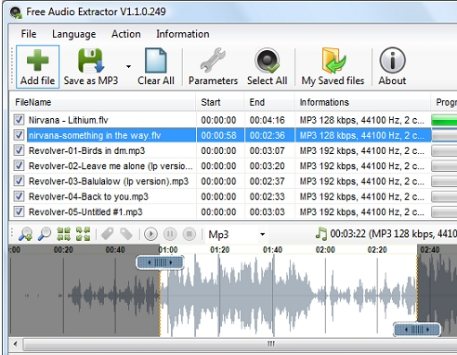 Free Audio Extractor V1.1.0.249
File Language Action Information
Add file Save as MP3 Clear All Parameters Select All My Saved files About
FileName Start End Informations Progr
Nirvana - Lithium.flv 00:00:00 00:04:16 MP3 128 kbps, 44100 Hz, 2 c...
nirvana-something in the way.flv 00:00:58 00:02:36 MP3 128 kbps, 44100 Hz, 2 c...
Revolver-01-Birds in dm.mp3 00:00:00 00:03:07 MP3 192 kbps, 44100 Hz, 2 c...
Revolver-02-Leave me alone (lp versio... 00:00:00 00:03:20 MP3 192 kbps, 44100 Hz, 2 c...
Revolver-03-Balulalow (lp version).mp3 00:00:00 00:02:37 MP3 192 kbps, 44100 Hz, 2 c...
Revolver-04-Back to you.mp3 00:00:00 00:02:33 MP3 192 kbps, 44100 Hz, 2 c...
Revolver-05-Untitled #1.mp3 00:00:00 00:03:03 MP3 192 kbps, 44100 Hz, 2 c...
Mp3 00:03:22 (MP3 128 kbps, 4410
:00 00:20 00:40 01:00 01:20 01:40 02:00 02:20 02:40